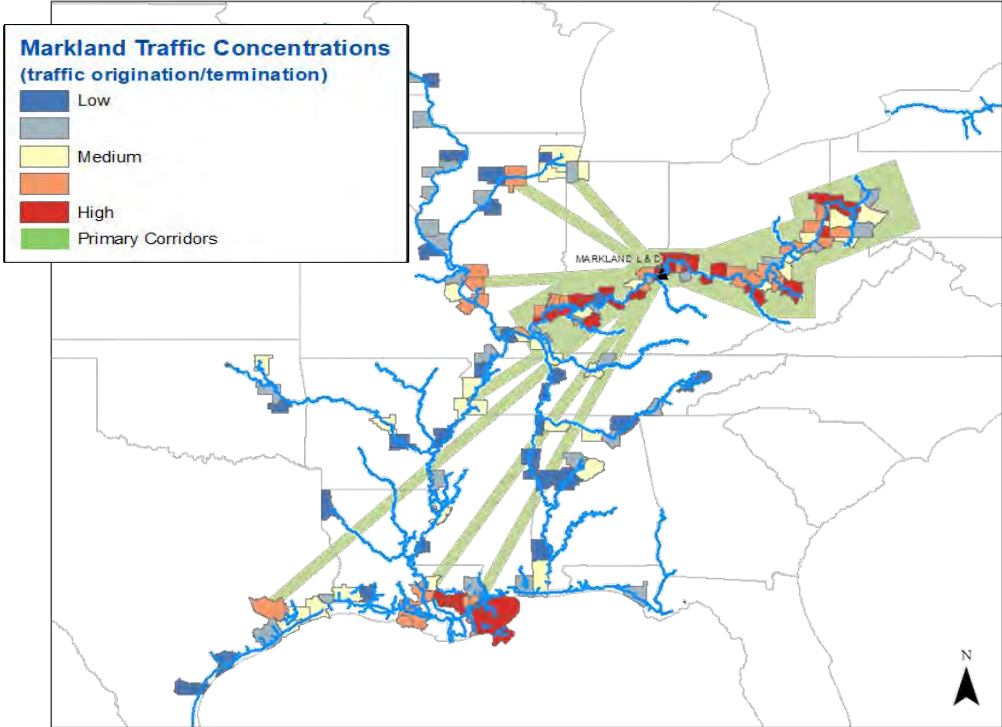 Markland Traffic Concentrations
(traffic origination/termination)
Low
Medium
High
Primary Corridors
MARKLAND L & D
N